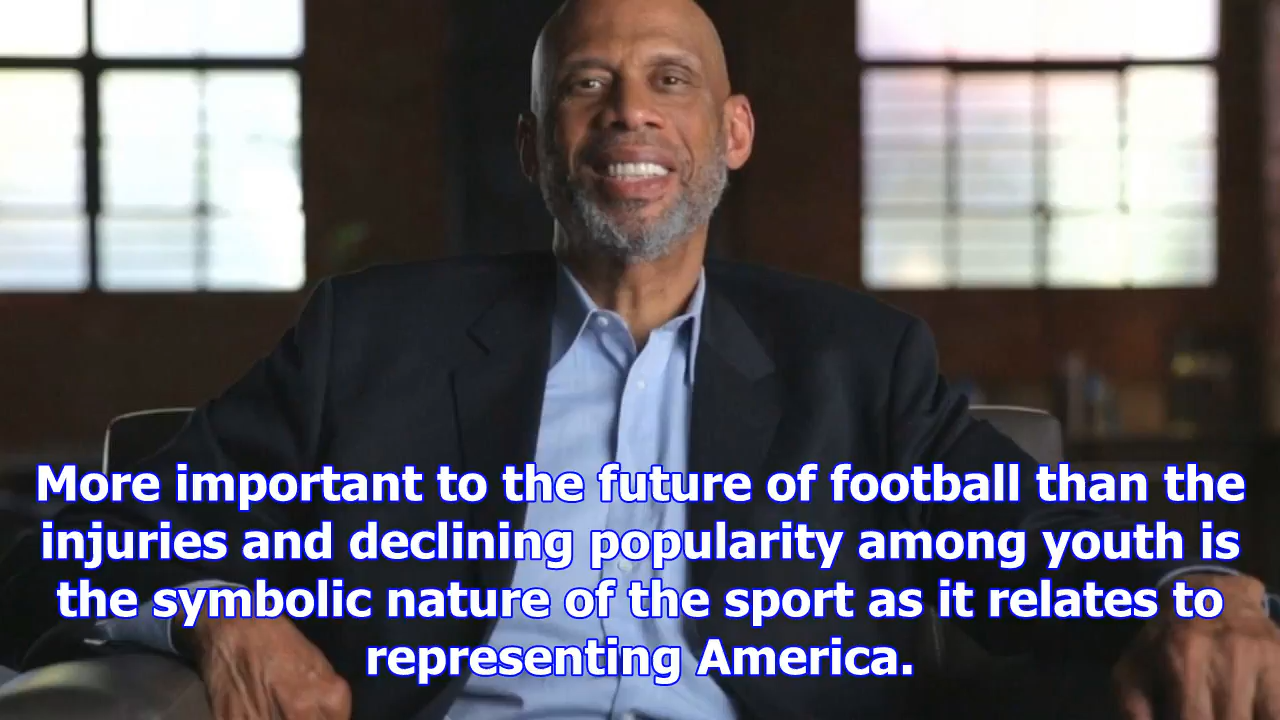 More important to the future of football than the
injuries and declining popularity among youth is
the symbolic nature of the sport as it relates to
representing America.